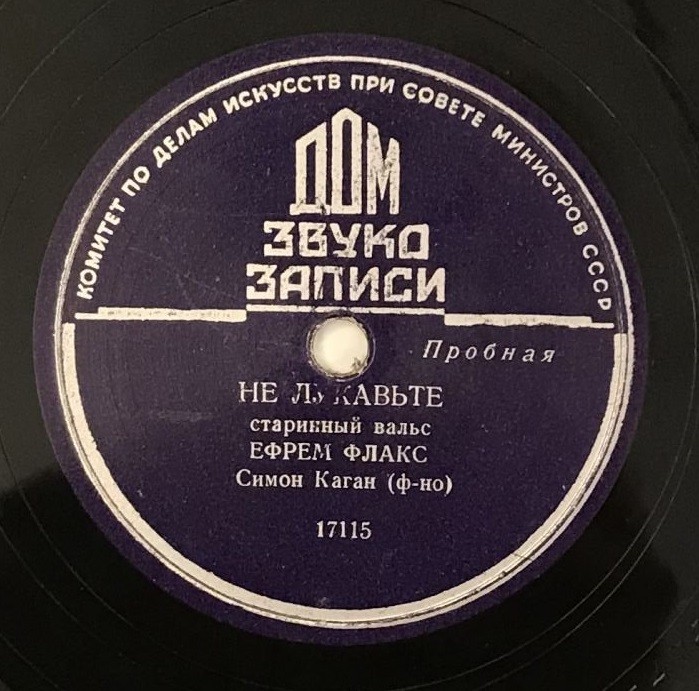 КОМИТЕТ ПО ДЕЛАМ ИСКУССТВ ПРИ СОВЕТЕ МИНИСТРОВ СССР
ДОМ
ЗВУКО
ЗАПИСИ
Пробная
НЕ ЛУКАВЬТЕ
старинный вальс
ЕФРЕМ ФЛАКС
Симон Каган (ф-но)
17115